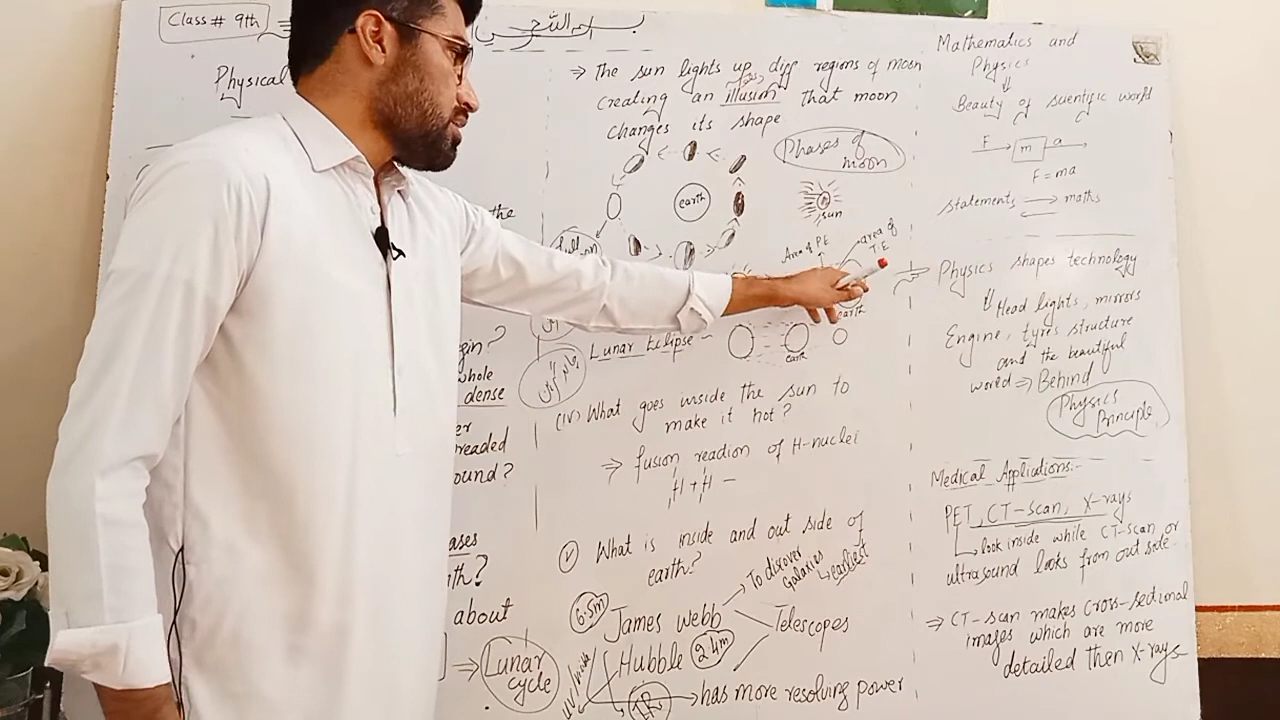 Class # 9th
Physical
the
gin?
whole
dense
er
readed
ound?
ases
th?
about
Lunar
cycle
⇒ The sun lights up diff regions of moon
creating an illusion That moon
changes its shape
Phases of
moon
earth
sun
full
Area of PE
area of
T.E
earth
Lunar Eclipse -
earth
(iv) What goes inside the sun to
make it hot?
⇒ fusion reaction of H-nuclei
H + H -
(v) What is inside and out side of
earth?
To discover
Galaxies
earliest
6.5m
James webb
Telescopes
Hubble 2.4m
UV/visible
IR
has more resolving power
Mathematics and
Physics
⇓
Beauty of scientific world
F m a
F = ma
statements maths
Physics shapes technology
Head lights, mirrors
Engine, tyres structure
and the beautiful
world ⇒ Behind
Physics
Principle
Medical Applications:-
PET, CT-scan, X-rays
look inside while CT-scan or
ultrasound looks from out side
⇒ CT-scan makes cross-sectional
images which are more
detailed then X-rays